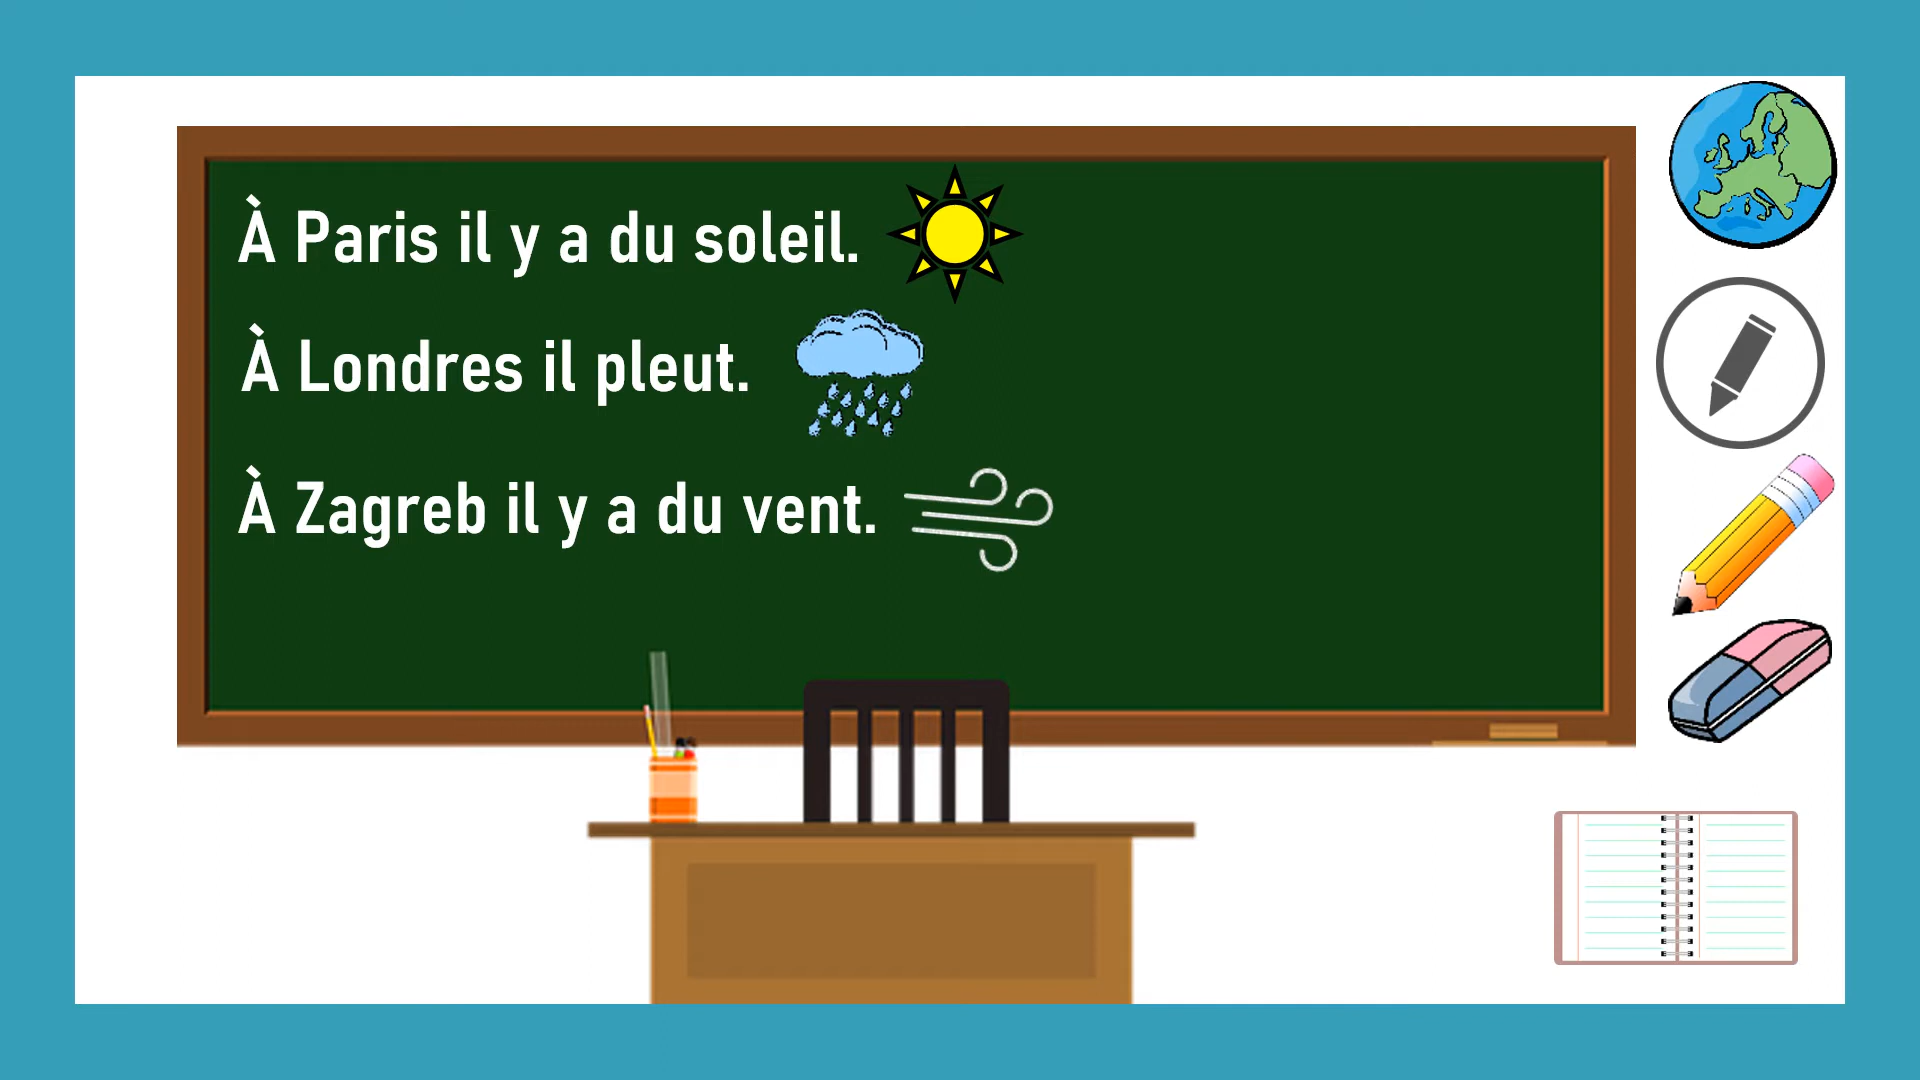 À Paris il y a du soleil.
À Londres il pleut.
À Zagreb il y a du vent.